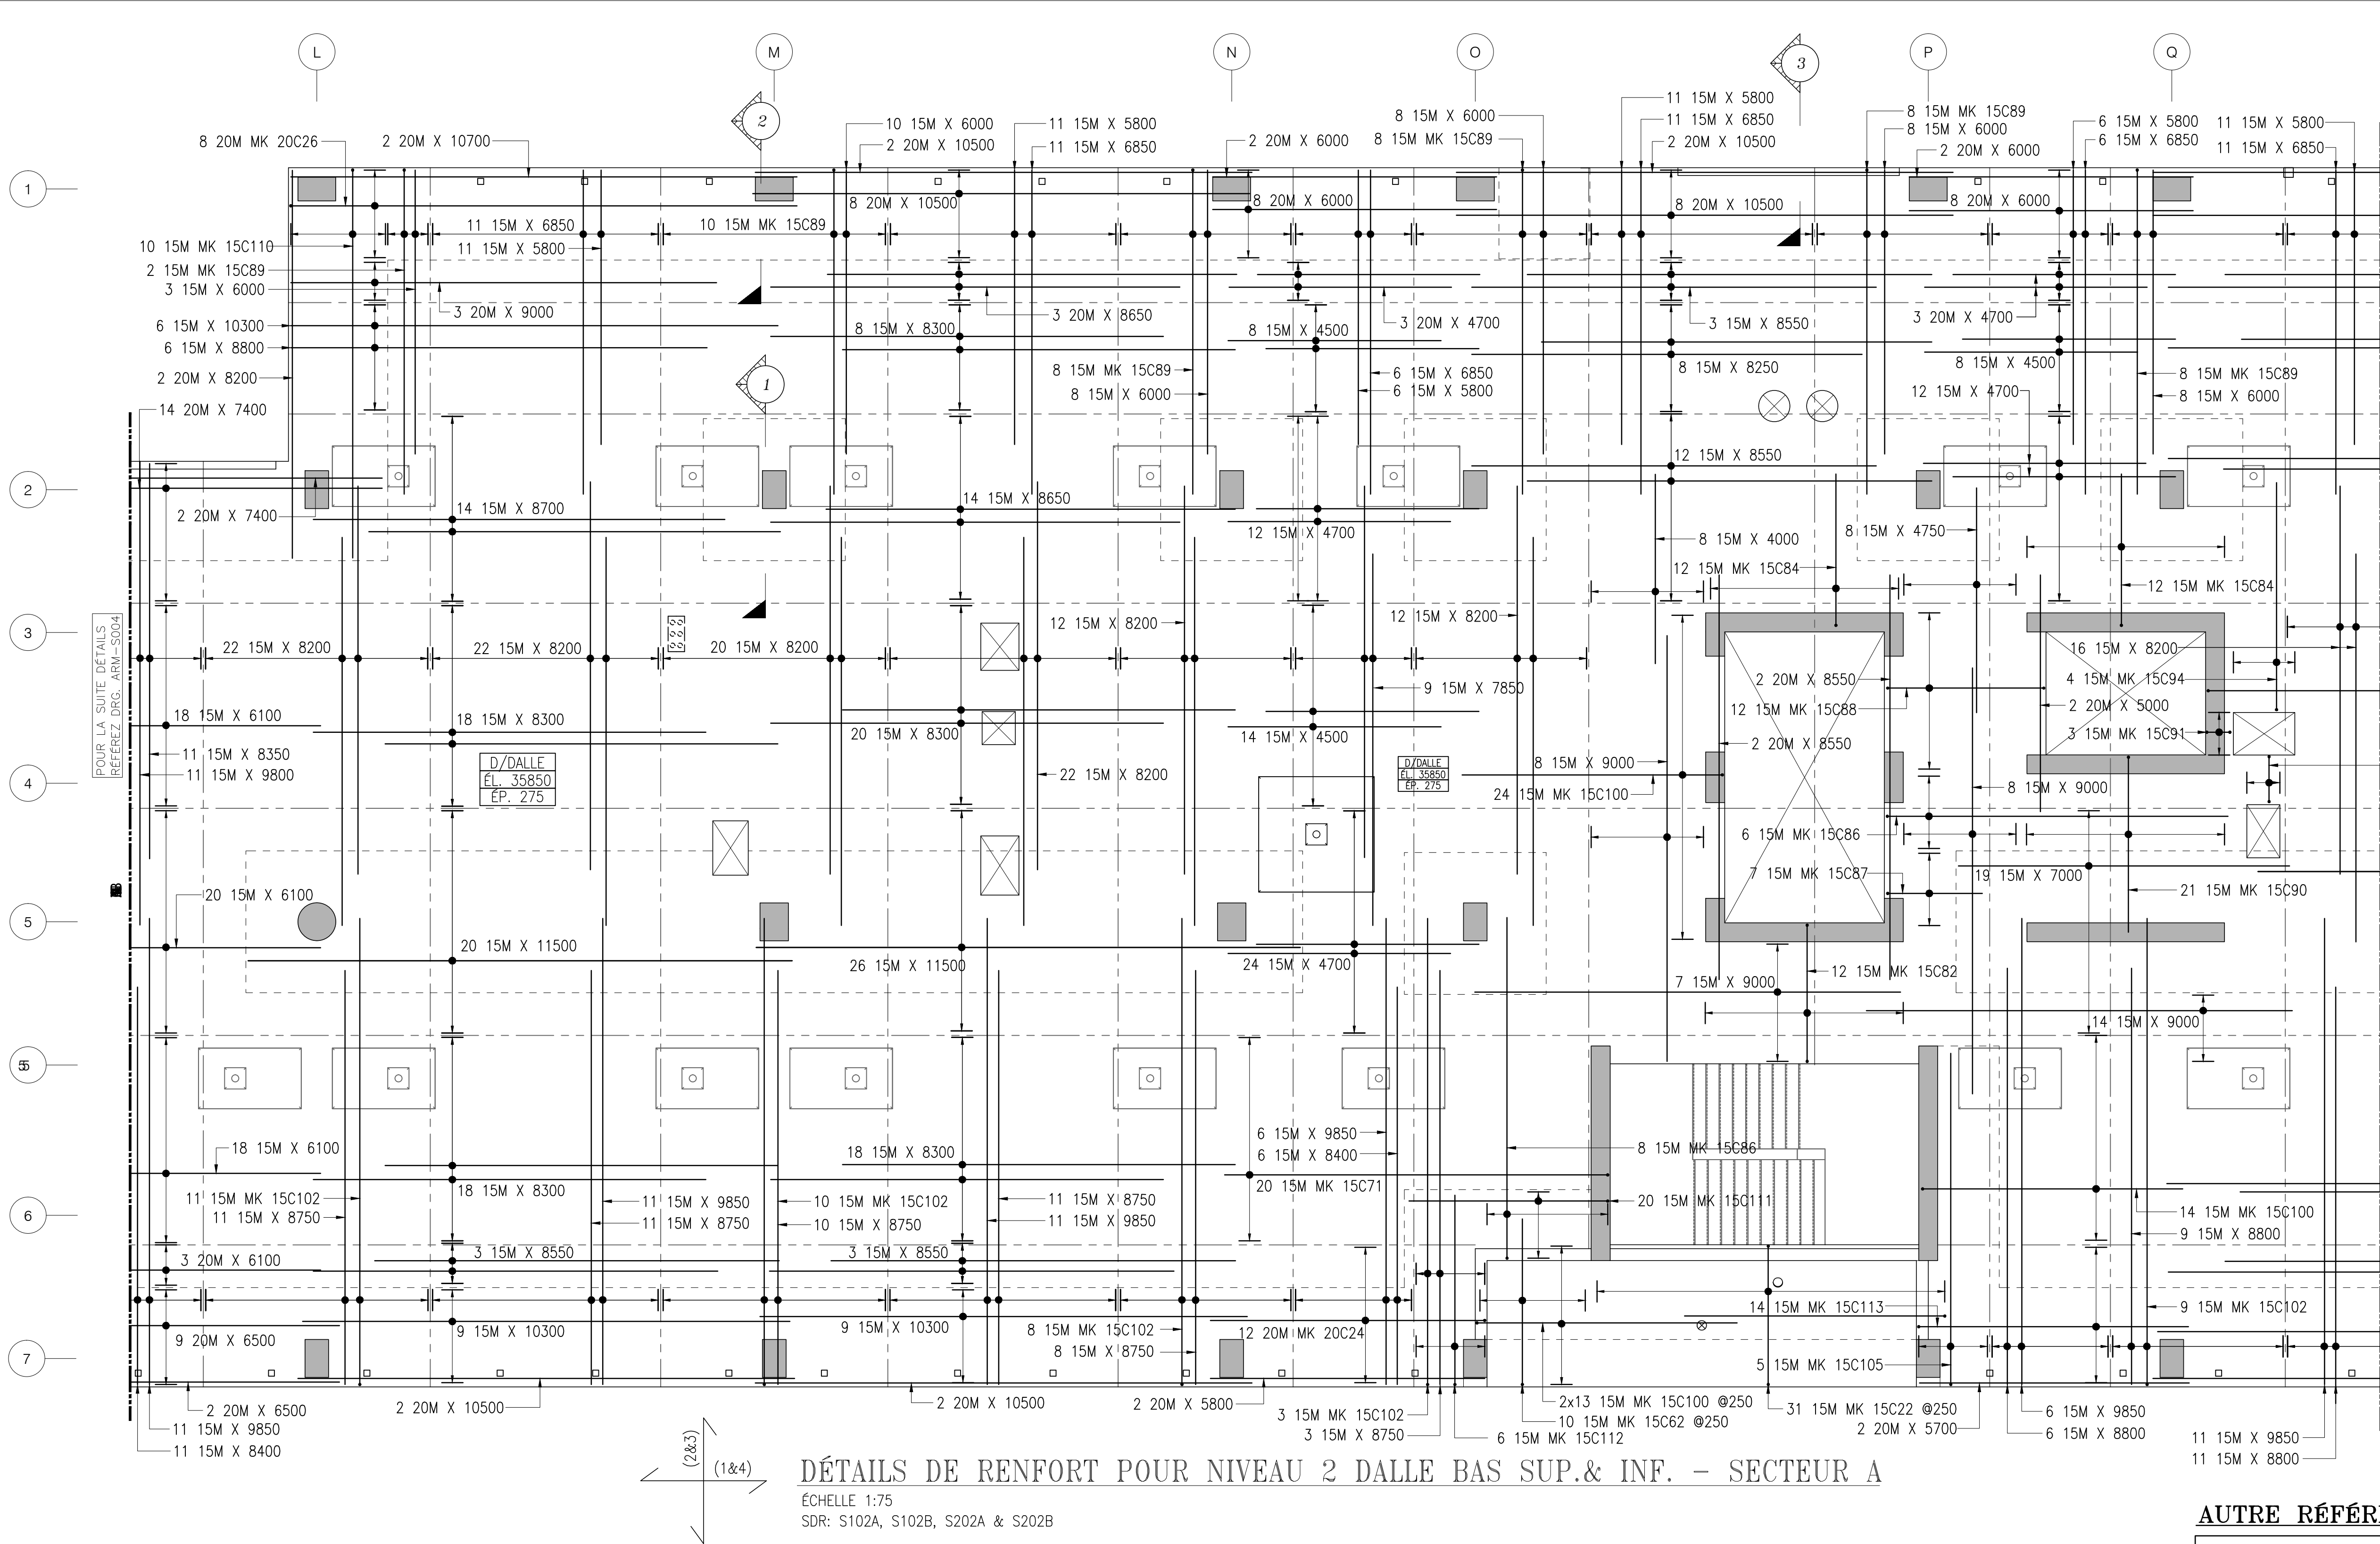 L
M
N
O
3
P
Q
2
8 20M MK 20C26
2 20M X 10700
10 15M X 6000
2 20M X 10500
11 15M X 5800
11 15M X 6850
2 20M X 6000
8 15M X 6000
8 15M MK 15C89
11 15M X 5800
11 15M X 6850
2 20M X 10500
8 15M MK 15C89
8 15M X 6000
2 20M X 6000
6 15M X 5800
6 15M X 6850
11 15M X 5800
11 15M X 6850
1
8 20M X 10500
8 20M X 6000
8 20M X 10500
8 20M X 6000
11 15M X 6850
11 15M X 5800
10 15M MK 15C89
10 15M MK 15C110
2 15M MK 15C89
3 15M X 6000
3 20M X 9000
3 20M X 8650
3 20M X 4700
3 15M X 8550
3 20M X 4700
6 15M X 10300
6 15M X 8800
2 20M X 8200
8 15M X 8300
8 15M X 4500
8 15M X 8250
8 15M X 4500
1
8 15M MK 15C89
8 15M X 6000
6 15M X 6850
6 15M X 5800
12 15M X 4700
8 15M MK 15C89
8 15M X 6000
14 20M X 7400
2
12 15M X 8550
2 20M X 7400
14 15M X 8700
14 15M X 8650
12 15M X 4700
8 15M X 4000
8 15M X 4750
12 15M MK 15C84
12 15M MK 15C84
3
POUR LA SUITE DÉTAILS
RÉFÉREZ DRG. ARM-S004
22 15M X 8200
22 15M X 8200
20 15M X 8200
12 15M X 8200
12 15M X 8200
16 15M X 8200
9 15M X 7850
2 20M X 8550
12 15M MK 15C88
4 15M MK 15C94
2 20M X 5000
3 15M MK 15C91
18 15M X 6100
18 15M X 8300
20 15M X 8300
14 15M X 4500
2 20M X 8550
11 15M X 8350
11 15M X 9800
D/DALLE
ÉL. 35850
ÉP. 275
22 15M X 8200
D/DALLE
ÉL. 35850
ÉP. 275
8 15M X 9000
24 15M MK 15C100
8 15M X 9000
4
6 15M MK 15C86
7 15M MK 15C87
19 15M X 7000
21 15M MK 15C90
20 15M X 6100
5
20 15M X 11500
26 15M X 11500
24 15M X 4700
7 15M X 9000
12 15M MK 15C82
14 15M X 9000
18 15M X 6100
18 15M X 8300
18 15M X 8300
6 15M X 9850
6 15M X 8400
8 15M MK 15C86
20 15M MK 15C71
20 15M MK 15C111
11 15M MK 15C102
11 15M X 8750
11 15M X 9850
11 15M X 8750
10 15M MK 15C102
10 15M X 8750
11 15M X 8750
11 15M X 9850
14 15M MK 15C100
9 15M X 8800
6
3 20M X 6100
3 15M X 8550
3 15M X 8550
14 15M MK 15C113
9 15M MK 15C102
9 20M X 6500
9 15M X 10300
9 15M X 10300
8 15M MK 15C102
8 15M X 8750
12 20M MK 20C24
5 15M MK 15C105
7
2 20M X 6500
11 15M X 9850
11 15M X 8400
2 20M X 10500
2 20M X 10500
2 20M X 5800
3 15M MK 15C102
3 15M X 8750
2x13 15M MK 15C100 @250
10 15M MK 15C62 @250
6 15M MK 15C112
31 15M MK 15C22 @250
2 20M X 5700
6 15M X 9850
6 15M X 8800
11 15M X 9850
11 15M X 8800
(2&3)
(1&4)
DÉTAILS DE RENFORT POUR NIVEAU 2 DALLE BAS SUP.& INF. - SECTEUR A
ÉCHELLE 1:75
SDR: S102A, S102B, S202A & S202B
AUTRE RÉFÉR